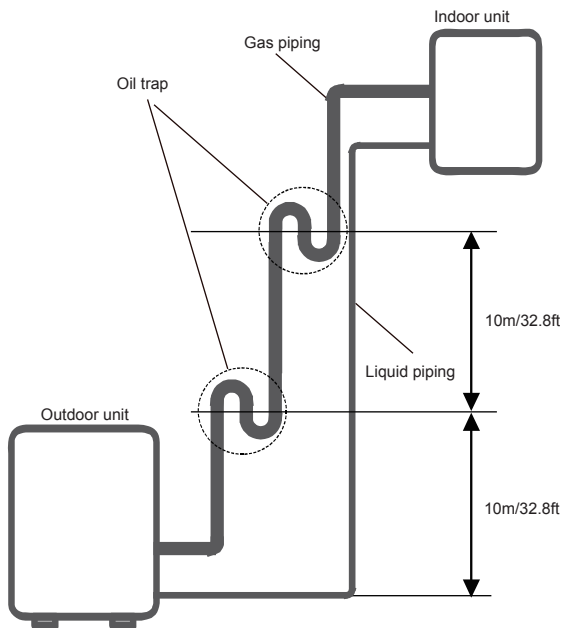 Indoor unit
Gas piping
Oil trap
10m/32.8ft
Liquid piping
Outdoor unit
10m/32.8ft